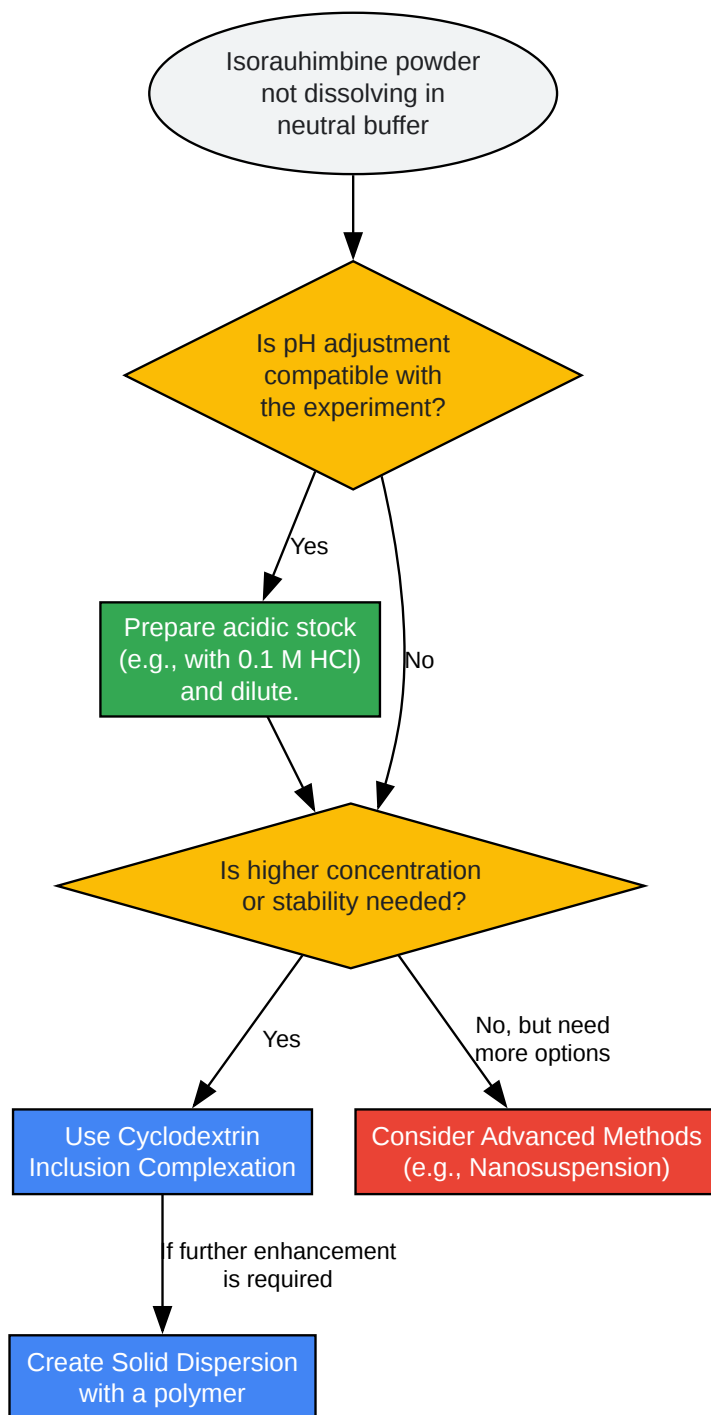 Isorauhimbine powder
not dissolving in
neutral buffer
Is pH adjustment
compatible with
the experiment?
Yes
Prepare acidic stock
(e.g., with 0.1 M HCl)
and dilute.
No
Is higher concentration
or stability needed?
Yes
No, but need
more options
Use Cyclodextrin
Inclusion Complexation
Consider Advanced Methods
(e.g., Nanosuspension)
If further enhancement
is required
Create Solid Dispersion
with a polymer